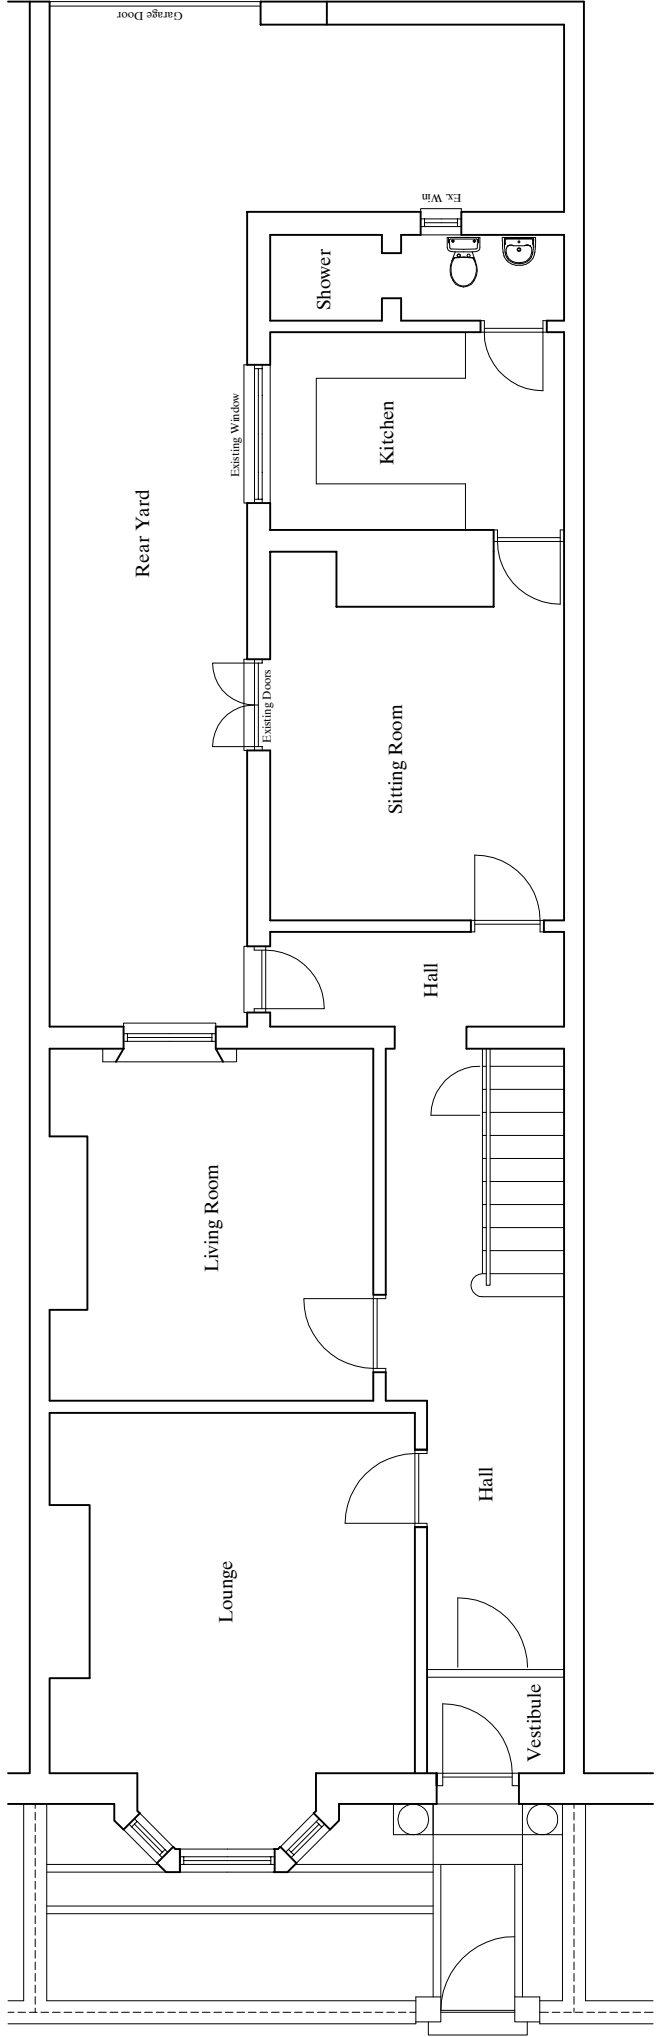 Garage Door
Ex. Win
Shower
Existing Window
Kitchen
Rear Yard
Existing Doors
Sitting Room
Hall
Living Room
Hall
Lounge
Vestibule